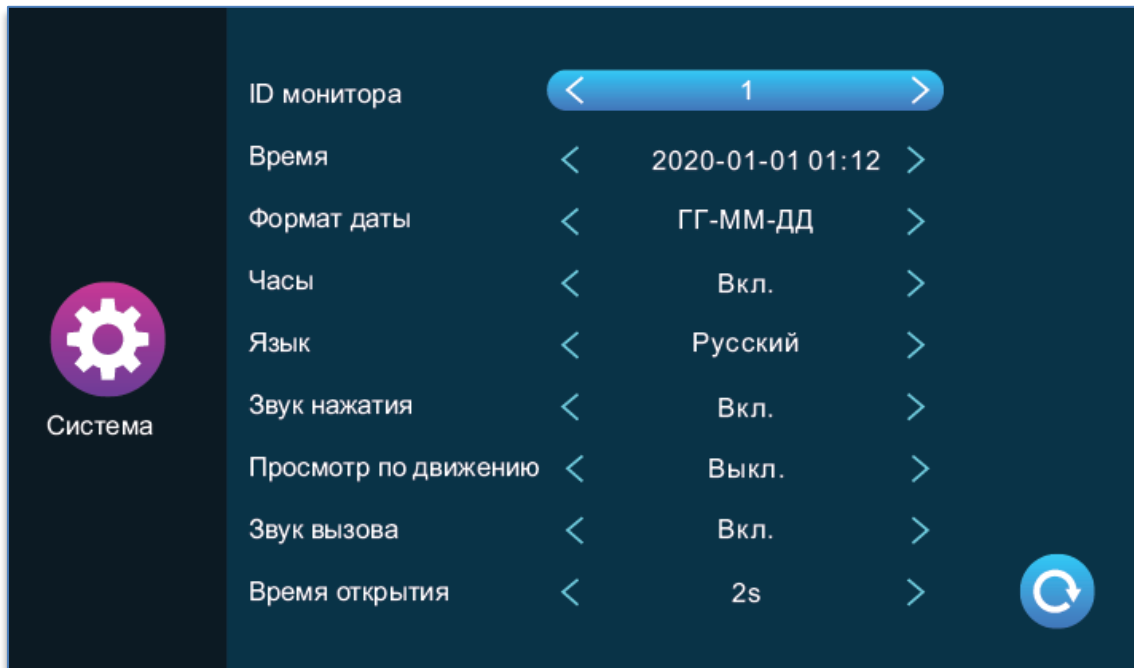 ID монитора 1
Время 2020-01-01 01:12
Формат даты ГГ-ММ-ДД
Часы Вкл.
Язык Русский
Звук нажатия Вкл.
Просмотр по движению Выкл.
Звук вызова Вкл.
Время открытия 2s
Система